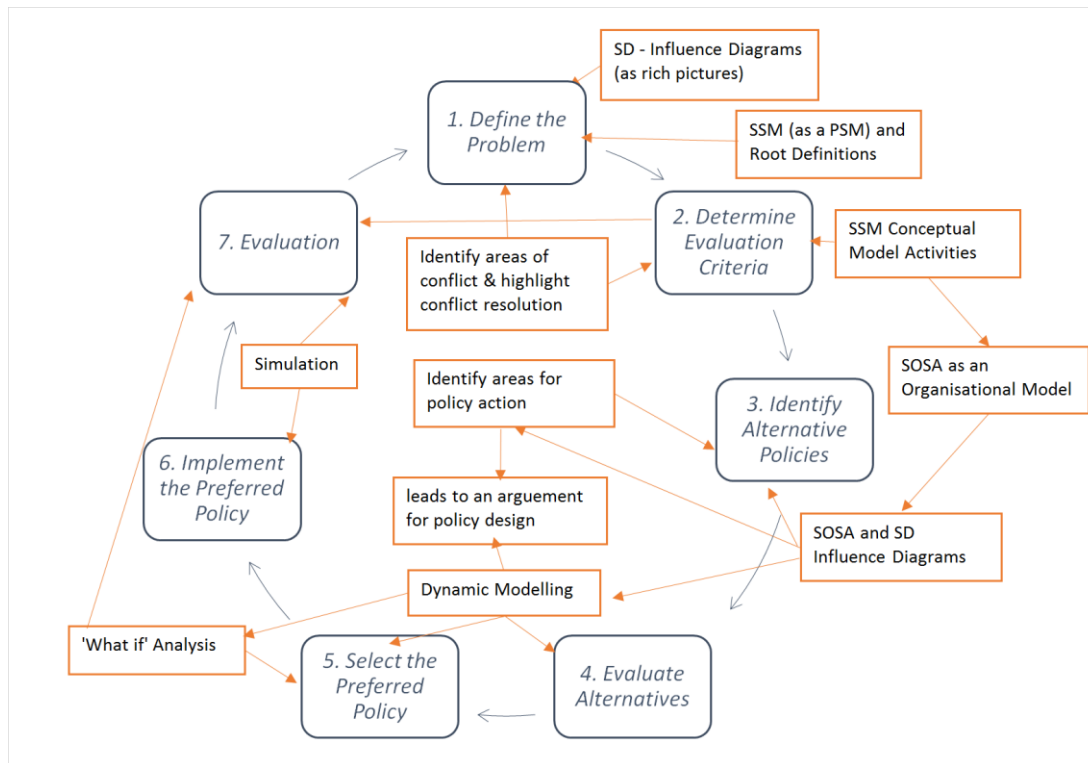 SD - Influence Diagrams
(as rich pictures)
1. Define the
Problem
SSM (as a PSM) and
Root Definitions
7. Evaluation
2. Determine
Evaluation
Criteria
SSM Conceptual
Model Activities
Identify areas of
conflict & highlight
conflict resolution
Simulation
Identify areas for
policy action
3. Identify
Alternative
Policies
SOSA as an
Organisational Model
6. Implement
the Preferred
Policy
leads to an arguement
for policy design
SOSA and SD
Influence Diagrams
Dynamic Modelling
'What if' Analysis
5. Select the
Preferred
Policy
4. Evaluate
Alternatives